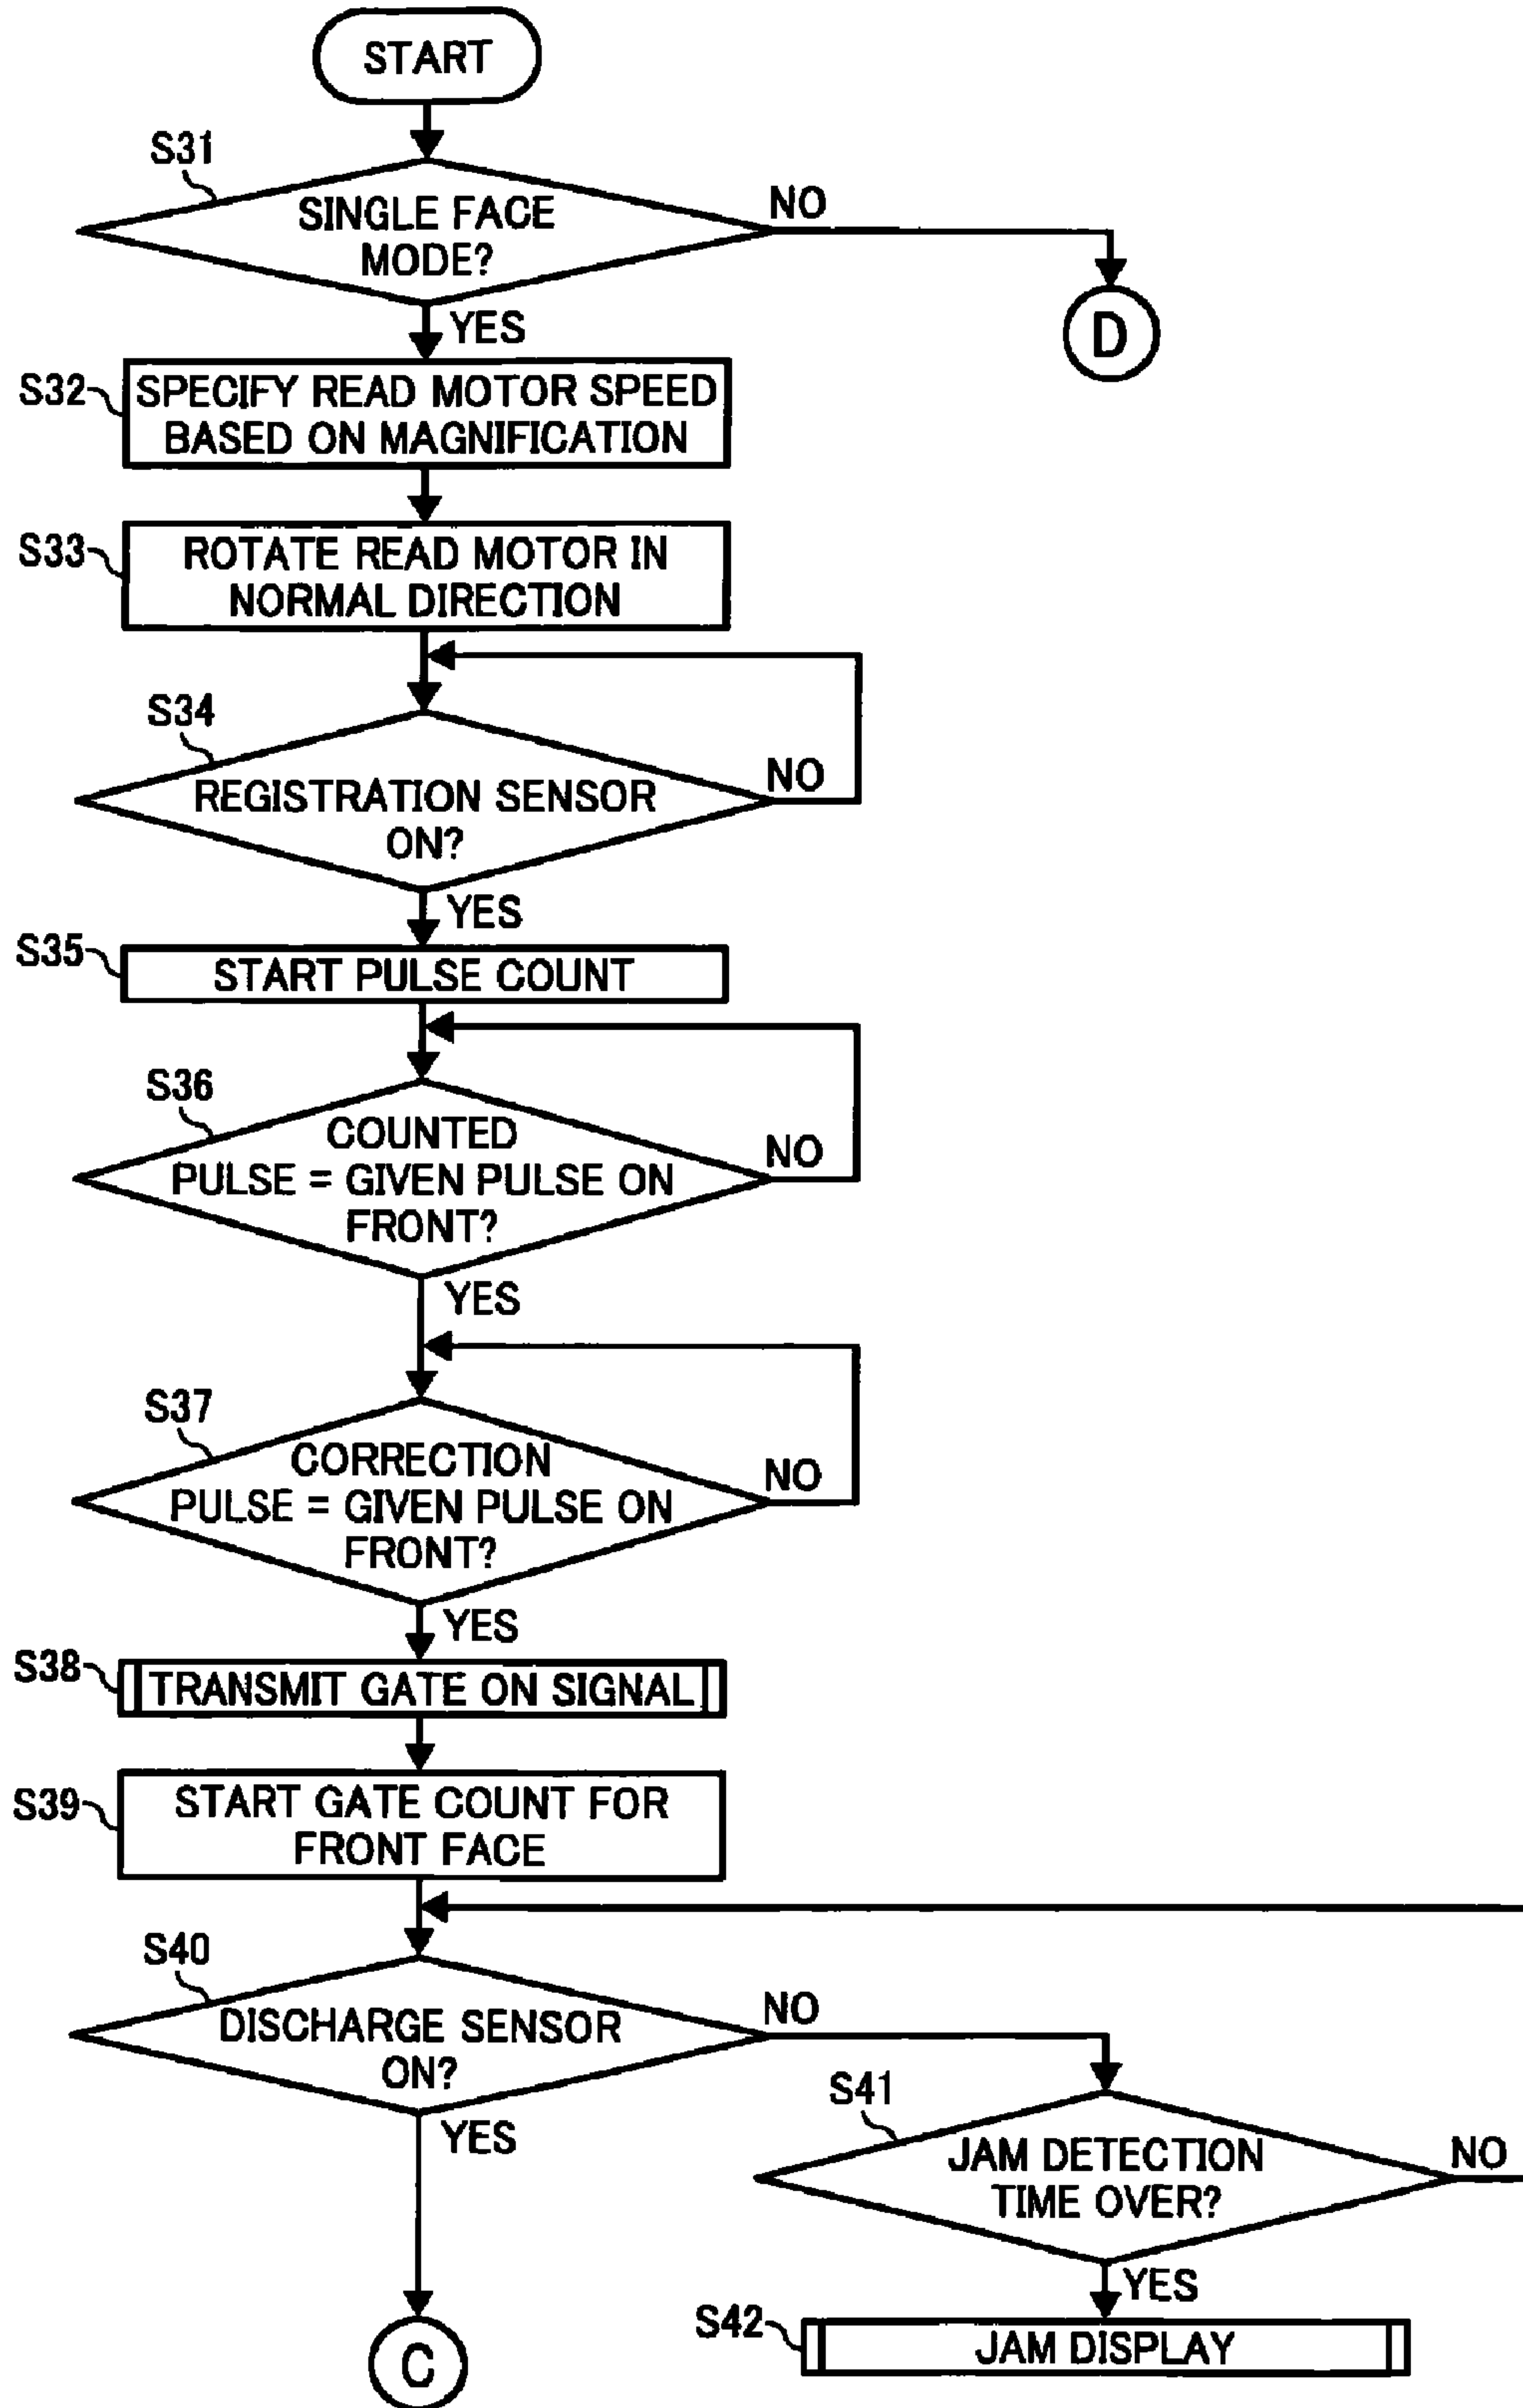 START
S31
SINGLE FACE
MODE?
NO
D
YES
S32
SPECIFY READ MOTOR SPEED
BASED ON MAGNIFICATION
S33
ROTATE READ MOTOR IN
NORMAL DIRECTION
S34
REGISTRATION SENSOR
ON?
NO
YES
S35
START PULSE COUNT
S36
COUNTED
PULSE = GIVEN PULSE ON
FRONT?
NO
YES
S37
CORRECTION
PULSE = GIVEN PULSE ON
FRONT?
NO
YES
S38
TRANSMIT GATE ON SIGNAL
S39
START GATE COUNT FOR
FRONT FACE
S40
DISCHARGE SENSOR
ON?
NO
YES
S41
JAM DETECTION
TIME OVER?
NO
YES
S42
JAM DISPLAY
C